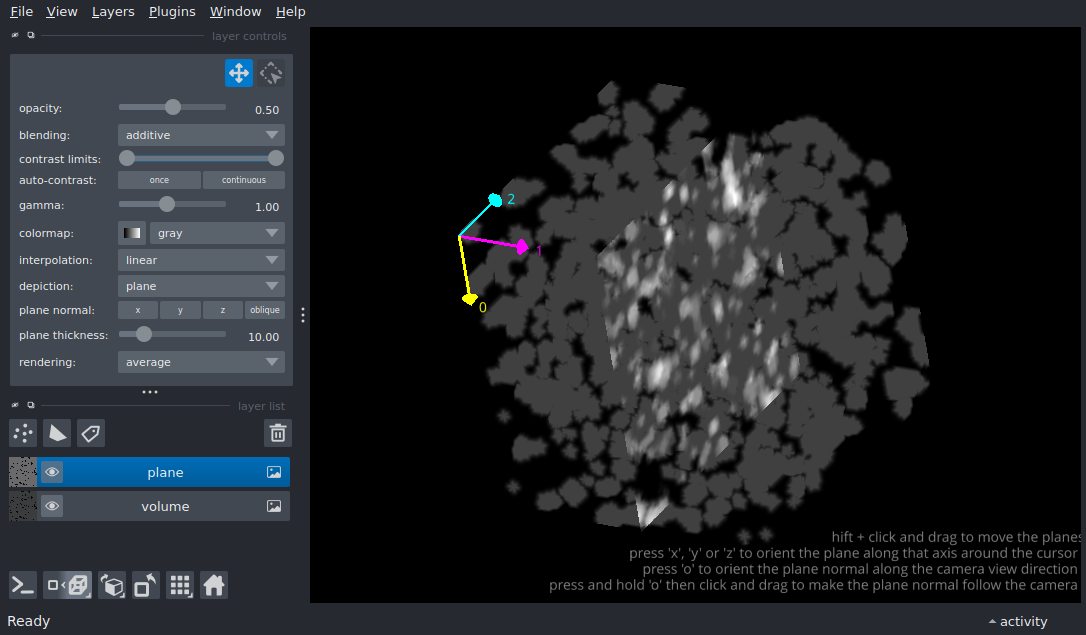 File View Layers Plugins Window Help
layer controls
opacity: 0.50
blending: additive
contrast limits:
auto-contrast: once continuous
gamma: 1.00
colormap: gray
interpolation: linear
depiction: plane
plane normal: x y z oblique
plane thickness: 10.00
rendering: average
layer list
plane
volume
2
1
0
hift + click and drag to move the planes
press 'x', 'y' or 'z' to orient the plane along that axis around the cursor
press 'o' to orient the plane normal along the camera view direction
press and hold 'o' then click and drag to make the plane normal follow the camera
Ready
activity